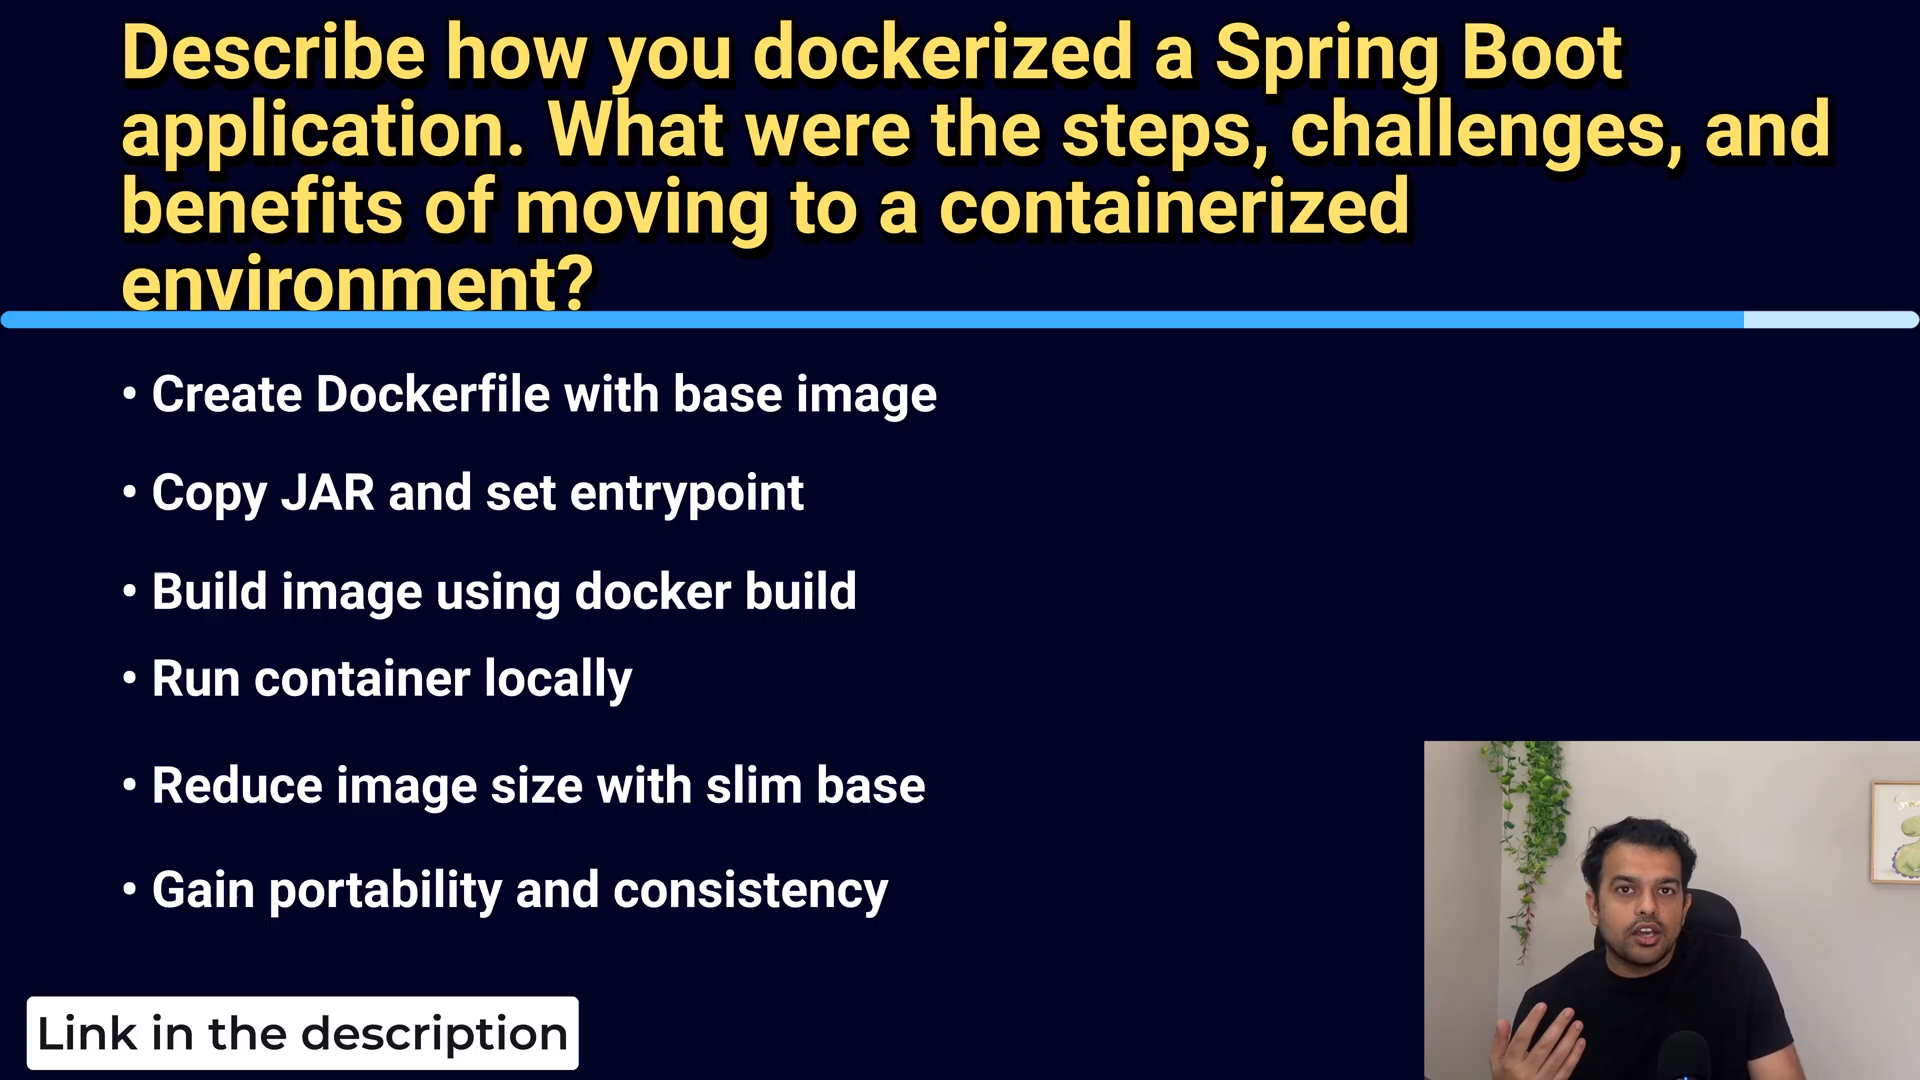 Describe how you dockerized a Spring Boot
application. What were the steps, challenges, and
benefits of moving to a containerized
environment?
• Create Dockerfile with base image
• Copy JAR and set entrypoint
• Build image using docker build
• Run container locally
• Reduce image size with slim base
• Gain portability and consistency
Link in the description